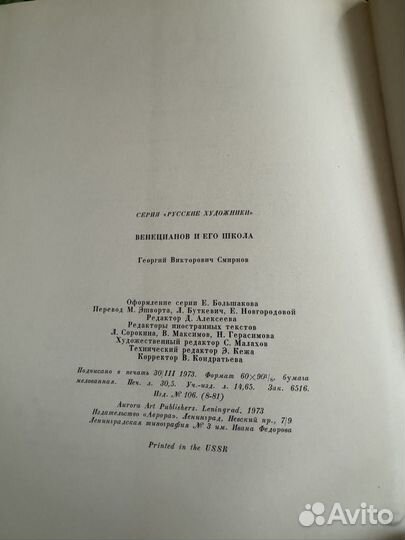 СЕРИЯ «РУССКИЕ ХУДОЖНИКИ»
ВЕНЕЦИАНОВ И ЕГО ШКОЛА
Георгий Викторович Смирнов
Оформление серии Е. Большакова
Перевод М. Эшворта, Л. Буткевич, Е. Новгородовой
Редактор Д. Алексеева
Редакторы иностранных текстов
Л. Сорокина, В. Максимов, Н. Герасимова
Художественный редактор С. Малахов
Технический редактор Э. Кежа
Корректор В. Кондратьева
Подписано в печать 30/III 1973. Формат 60×90¹/₈, бумага
мелованная. Печ. л. 30,5. Уч.-изд. л. 14,65. Зак. 6516.
Изд. № 106. (8-81)
Aurora Art Publishers. Leningrad. 1973
Издательство «Аврора». Ленинград. Невский пр., 7/9
Ленинградская типография № 3 им. Ивана Федорова
Printed in the USSR
Avito